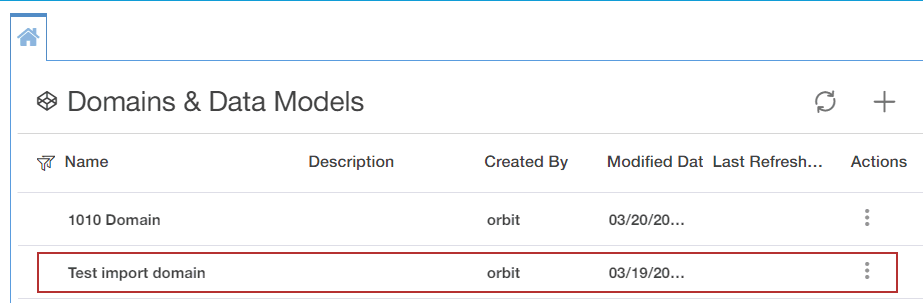 Domains & Data Models
Name Description Created By Modified Dat Last Refresh... Actions
1010 Domain orbit 03/20/20...
Test import domain orbit 03/19/20...